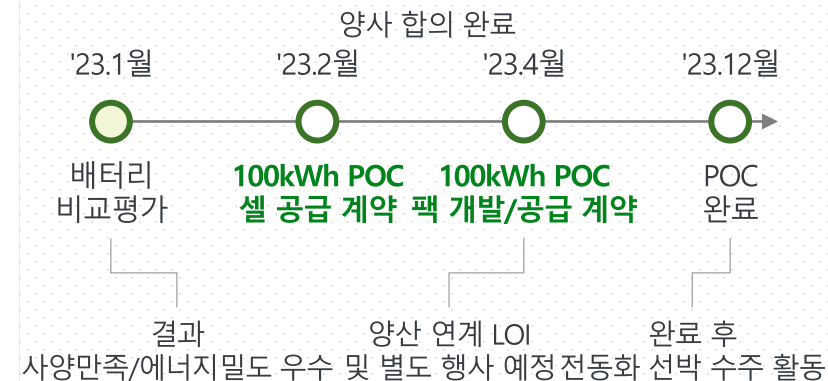 양사 합의 완료
'23.1월 '23.2월 '23.4월 '23.12월
배터리 100kWh POC 100kWh POC POC
비교평가 셀 공급 계약 팩 개발/공급 계약 완료
결과 양산 연계 LOI 완료 후
사양만족/에너지밀도 우수 및 별도 행사 예정 전동화 선박 수주 활동